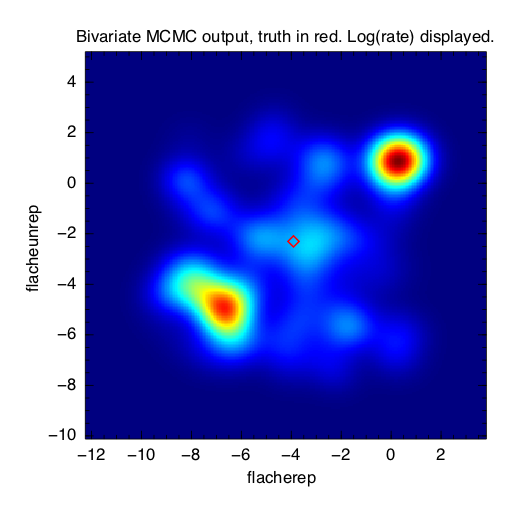 Bivariate MCMC output, truth in red. Log(rate) displayed.
4
2
0
−2
−4
−6
−8
−10
flacheunrep
−12 −10 −8 −6 −4 −2 0 2
flacherep